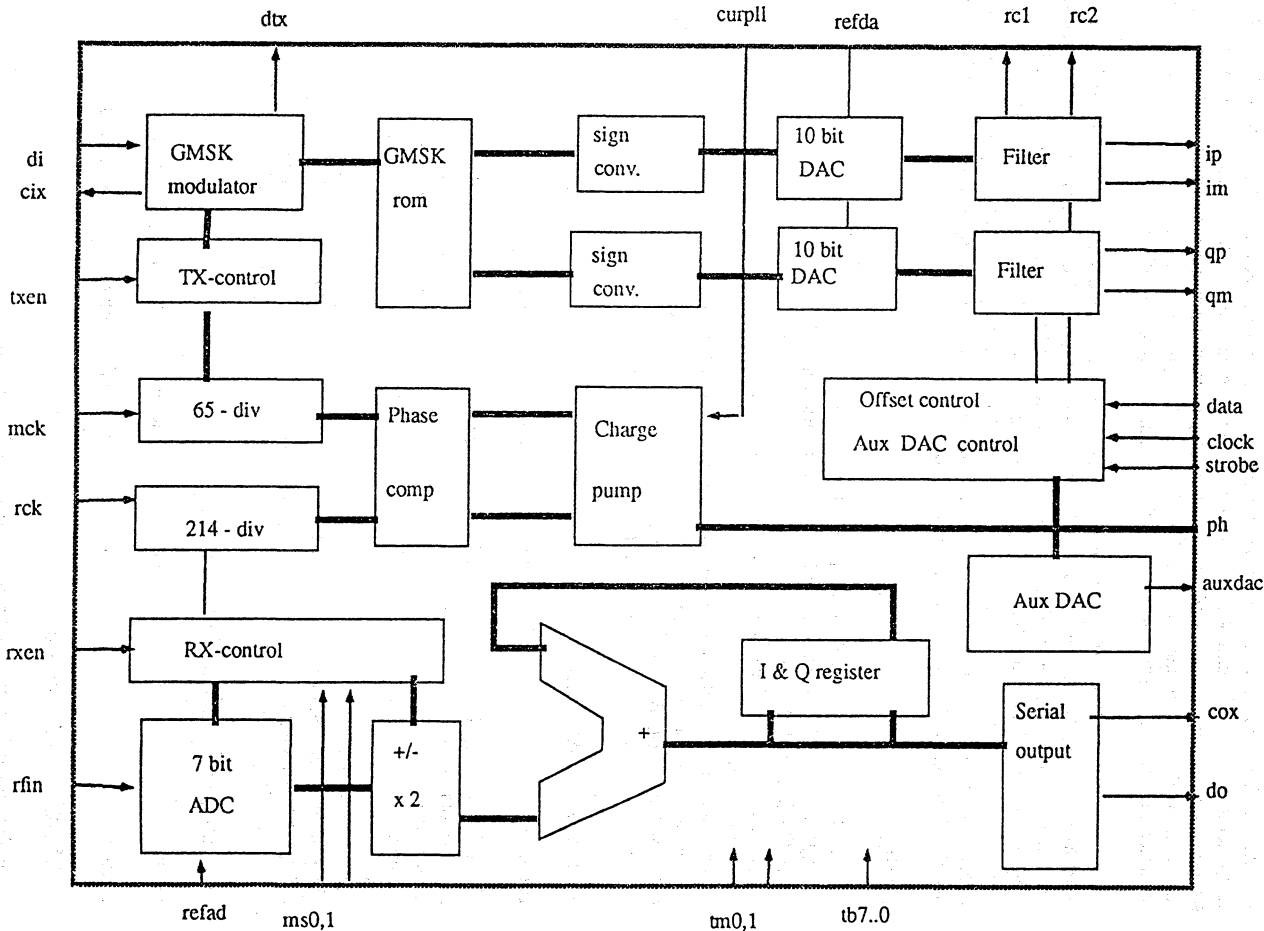 dtx
curpll
refda
rc1
rc2
di
cix
GMSK
modulator
GMSK
rom
sign
conv.
10 bit
DAC
Filter
ip
im
txen
TX-control
sign
conv.
10 bit
DAC
Filter
qp
qm
mck
65 - div
Phase
comp
Charge
pump
Offset control
Aux DAC control
data
clock
strobe
rck
214 - div
ph
Aux DAC
auxdac
rxen
RX-control
I & Q register
rfin
7 bit
ADC
+/-
x 2
+
Serial
output
cox
do
refad
ms0,1
tm0,1
tb7..0